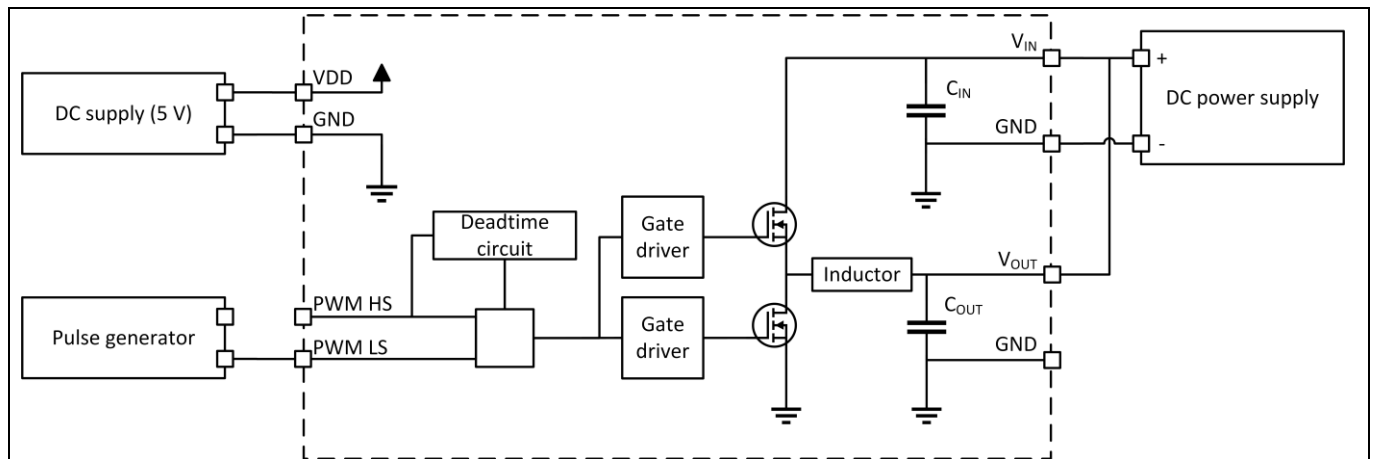 DC supply (5 V)
VDD
GND
V_IN
+
DC power supply
C_IN
GND
-
Deadtime
circuit
Gate
driver
Inductor
V_OUT
Pulse generator
PWM HS
PWM LS
Gate
driver
C_OUT
GND